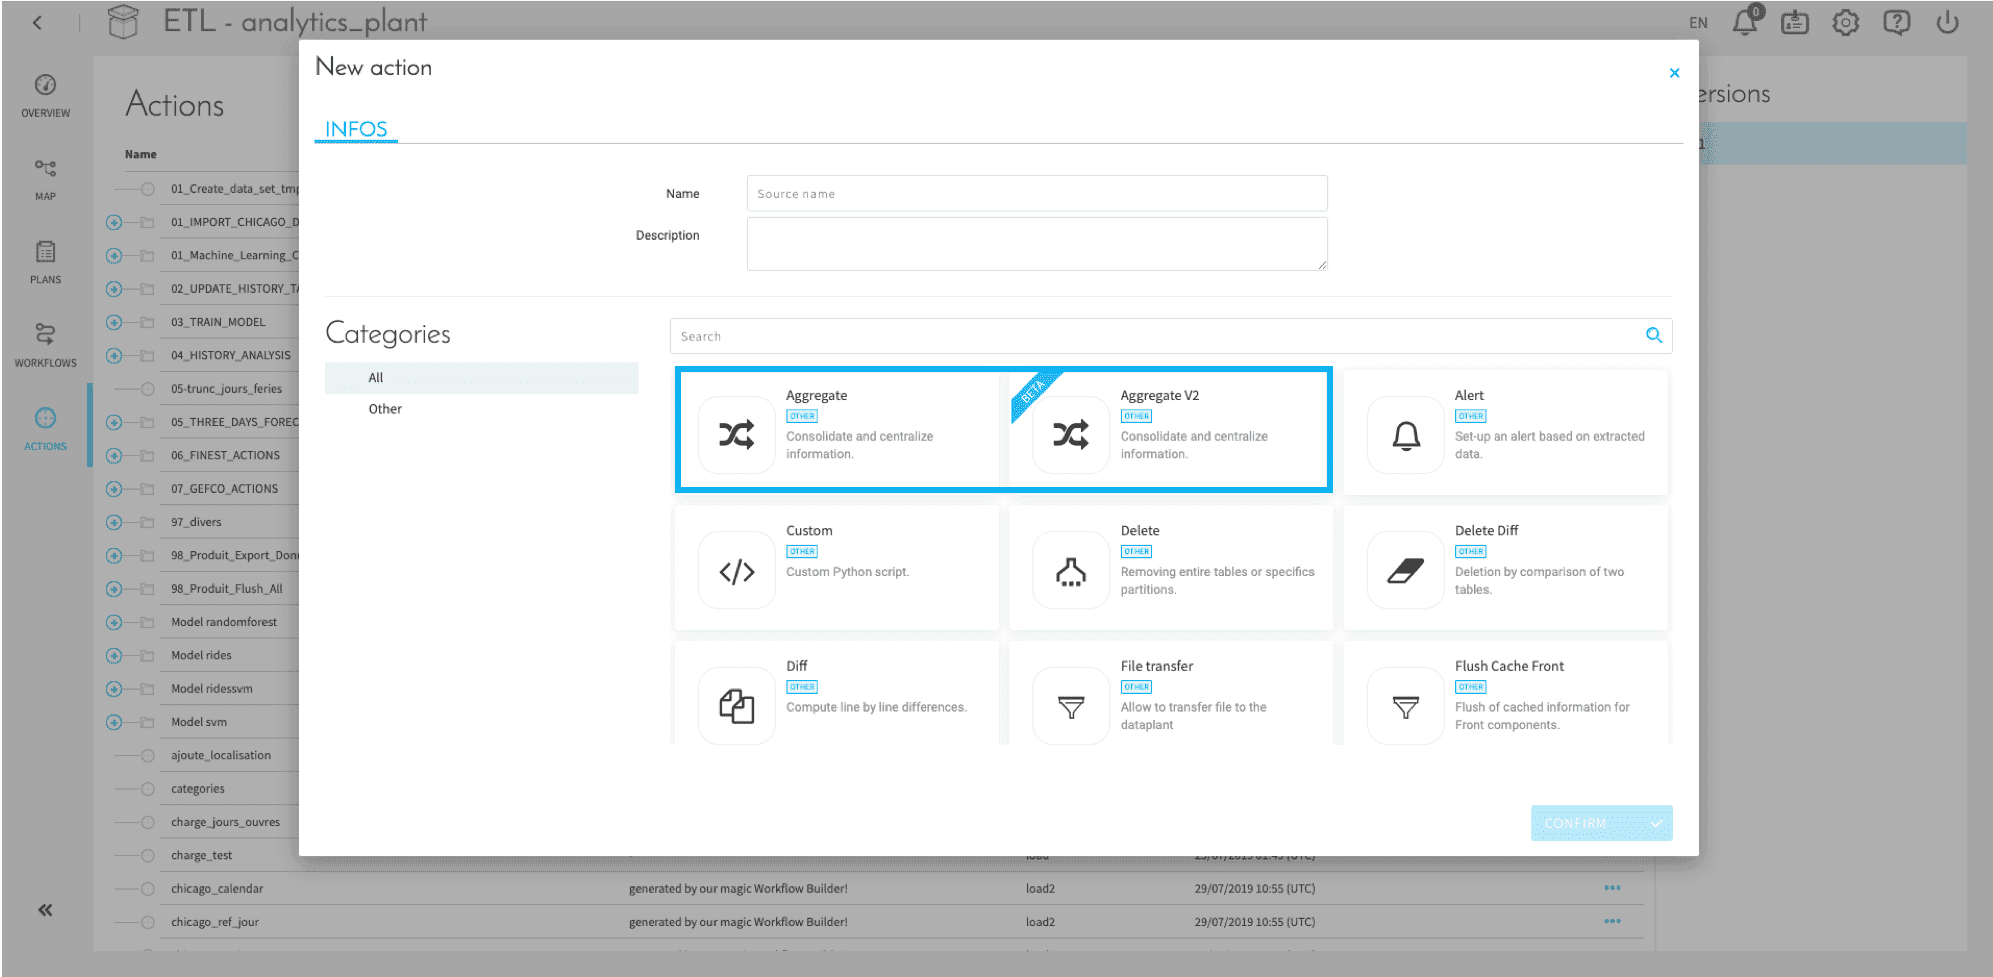 ETL - analytics_plant
EN
0
OVERVIEW
MAP
PLANS
WORKFLOWS
ACTIONS
Actions
Name
01_Create_data_set_tmp
01_IMPORT_CHICAGO_D
01_Machine_Learning_C
02_UPDATE_HISTORY_TA
03_TRAIN_MODEL
04_HISTORY_ANALYSIS
05-trunc_jours_feries
05_THREE_DAYS_FOREC
06_FINEST_ACTIONS
07_GEFCO_ACTIONS
97_divers
98_Produit_Export_Donn
98_Produit_Flush_All
Model randomforest
Model rides
Model ridessvm
Model svm
ajoute_localisation
categories
charge_jours_ouvres
charge_test
chicago_calendar generated by our magic Workflow Builder! load2 29/07/2019 10:55 (UTC)
chicago_ref_jour generated by our magic Workflow Builder! load2 29/07/2019 10:55 (UTC)
ersions
1
New action
INFOS
Name
Source name
Description
Categories
All
Other
Search
Aggregate
OTHER
Consolidate and centralize
information.
BETA
Aggregate V2
OTHER
Consolidate and centralize
information.
Alert
OTHER
Set-up an alert based on extracted
data.
Custom
OTHER
Custom Python script.
Delete
OTHER
Removing entire tables or specifics
partitions.
Delete Diff
OTHER
Deletion by comparison of two
tables.
Diff
OTHER
Compute line by line differences.
File transfer
OTHER
Allow to transfer file to the
dataplant
Flush Cache Front
OTHER
Flush of cached information for
Front components.
CONFIRM